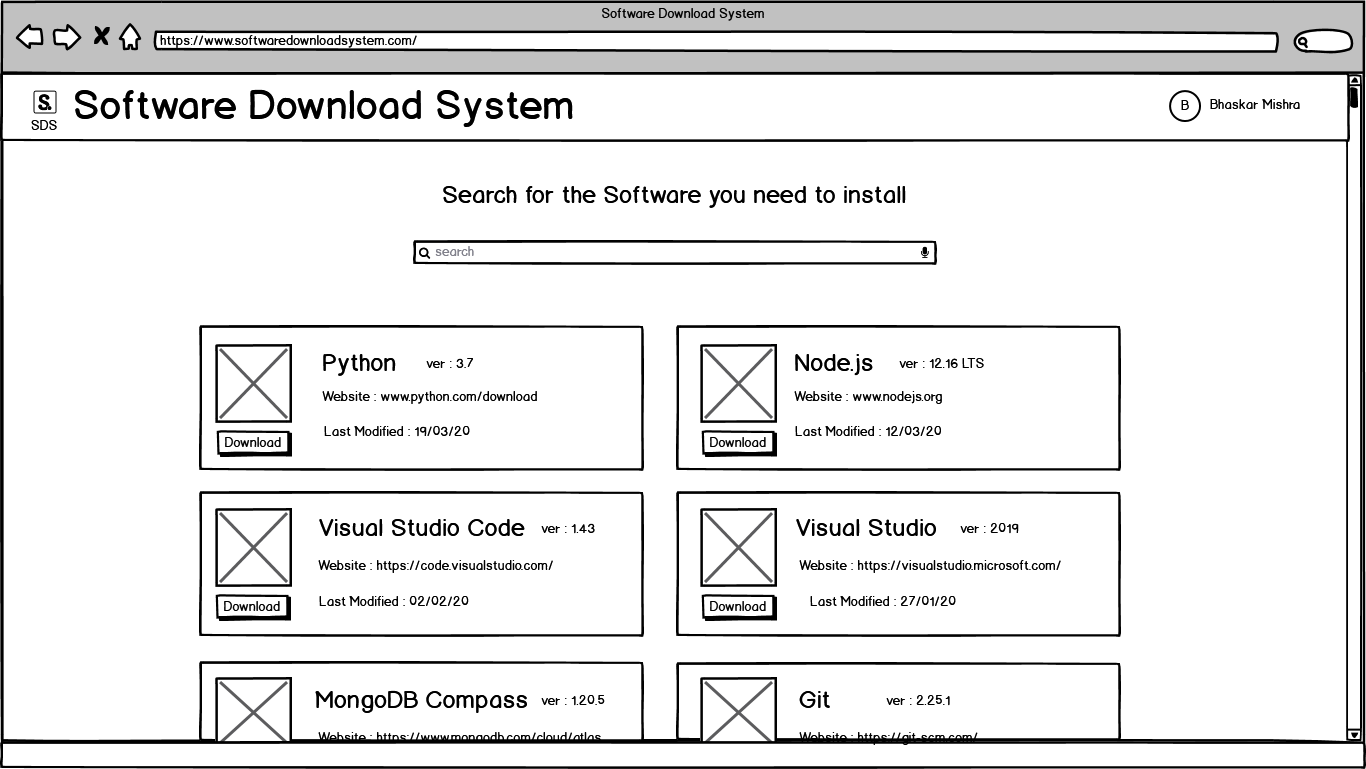 Software Download System
https://www.softwaredownloadsystem.com/
S.
SDS
Software Download System
B
Bhaskar Mishra
Search for the Software you need to install
search
Python ver : 3.7
Website : www.python.com/download
Last Modified : 19/03/20
Download
Node.js ver : 12.16 LTS
Website : www.nodejs.org
Last Modified : 12/03/20
Download
Visual Studio Code ver : 1.43
Website : https://code.visualstudio.com/
Last Modified : 02/02/20
Download
Visual Studio ver : 2019
Website : https://visualstudio.microsoft.com/
Last Modified : 27/01/20
Download
MongoDB Compass ver : 1.20.5
Website : https://www.mongodb.com/cloud/atlas
Git ver : 2.25.1
Website : https://git-scm.com/